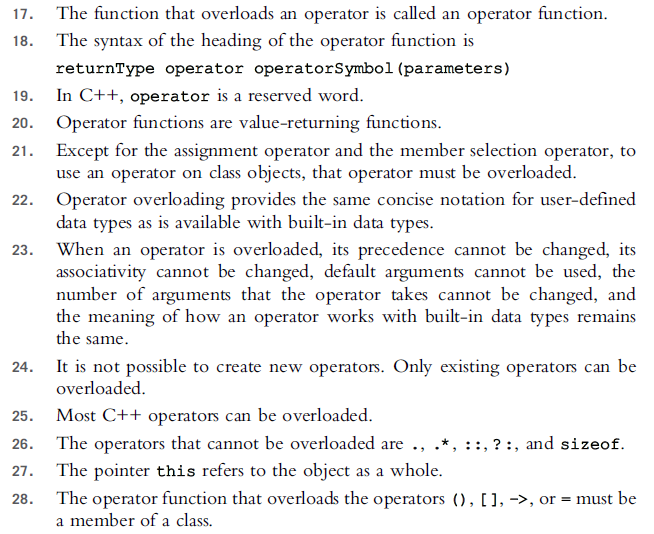 17. The function that overloads an operator is called an operator function.
18. The syntax of the heading of the operator function is
returnType operator operatorSymbol(parameters)
19. In C++, operator is a reserved word.
20. Operator functions are value-returning functions.
21. Except for the assignment operator and the member selection operator, to
use an operator on class objects, that operator must be overloaded.
22. Operator overloading provides the same concise notation for user-defined
data types as is available with built-in data types.
23. When an operator is overloaded, its precedence cannot be changed, its
associativity cannot be changed, default arguments cannot be used, the
number of arguments that the operator takes cannot be changed, and
the meaning of how an operator works with built-in data types remains
the same.
24. It is not possible to create new operators. Only existing operators can be
overloaded.
25. Most C++ operators can be overloaded.
26. The operators that cannot be overloaded are ., .*, ::, ?:, and sizeof.
27. The pointer this refers to the object as a whole.
28. The operator function that overloads the operators (), [], ->, or = must be
a member of a class.